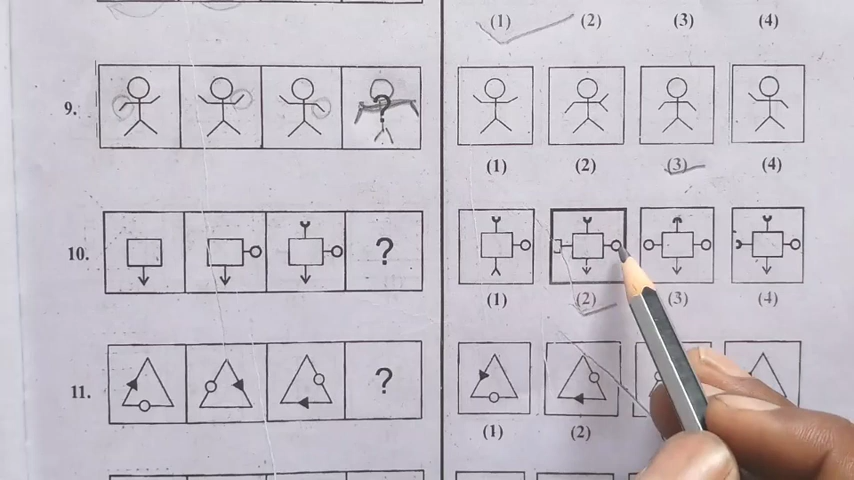 (1) (2) (3) (4)
9. ?
(1) (2) (3) (4)
10. ?
(1) (2) (3) (4)
11. ?
(1) (2)